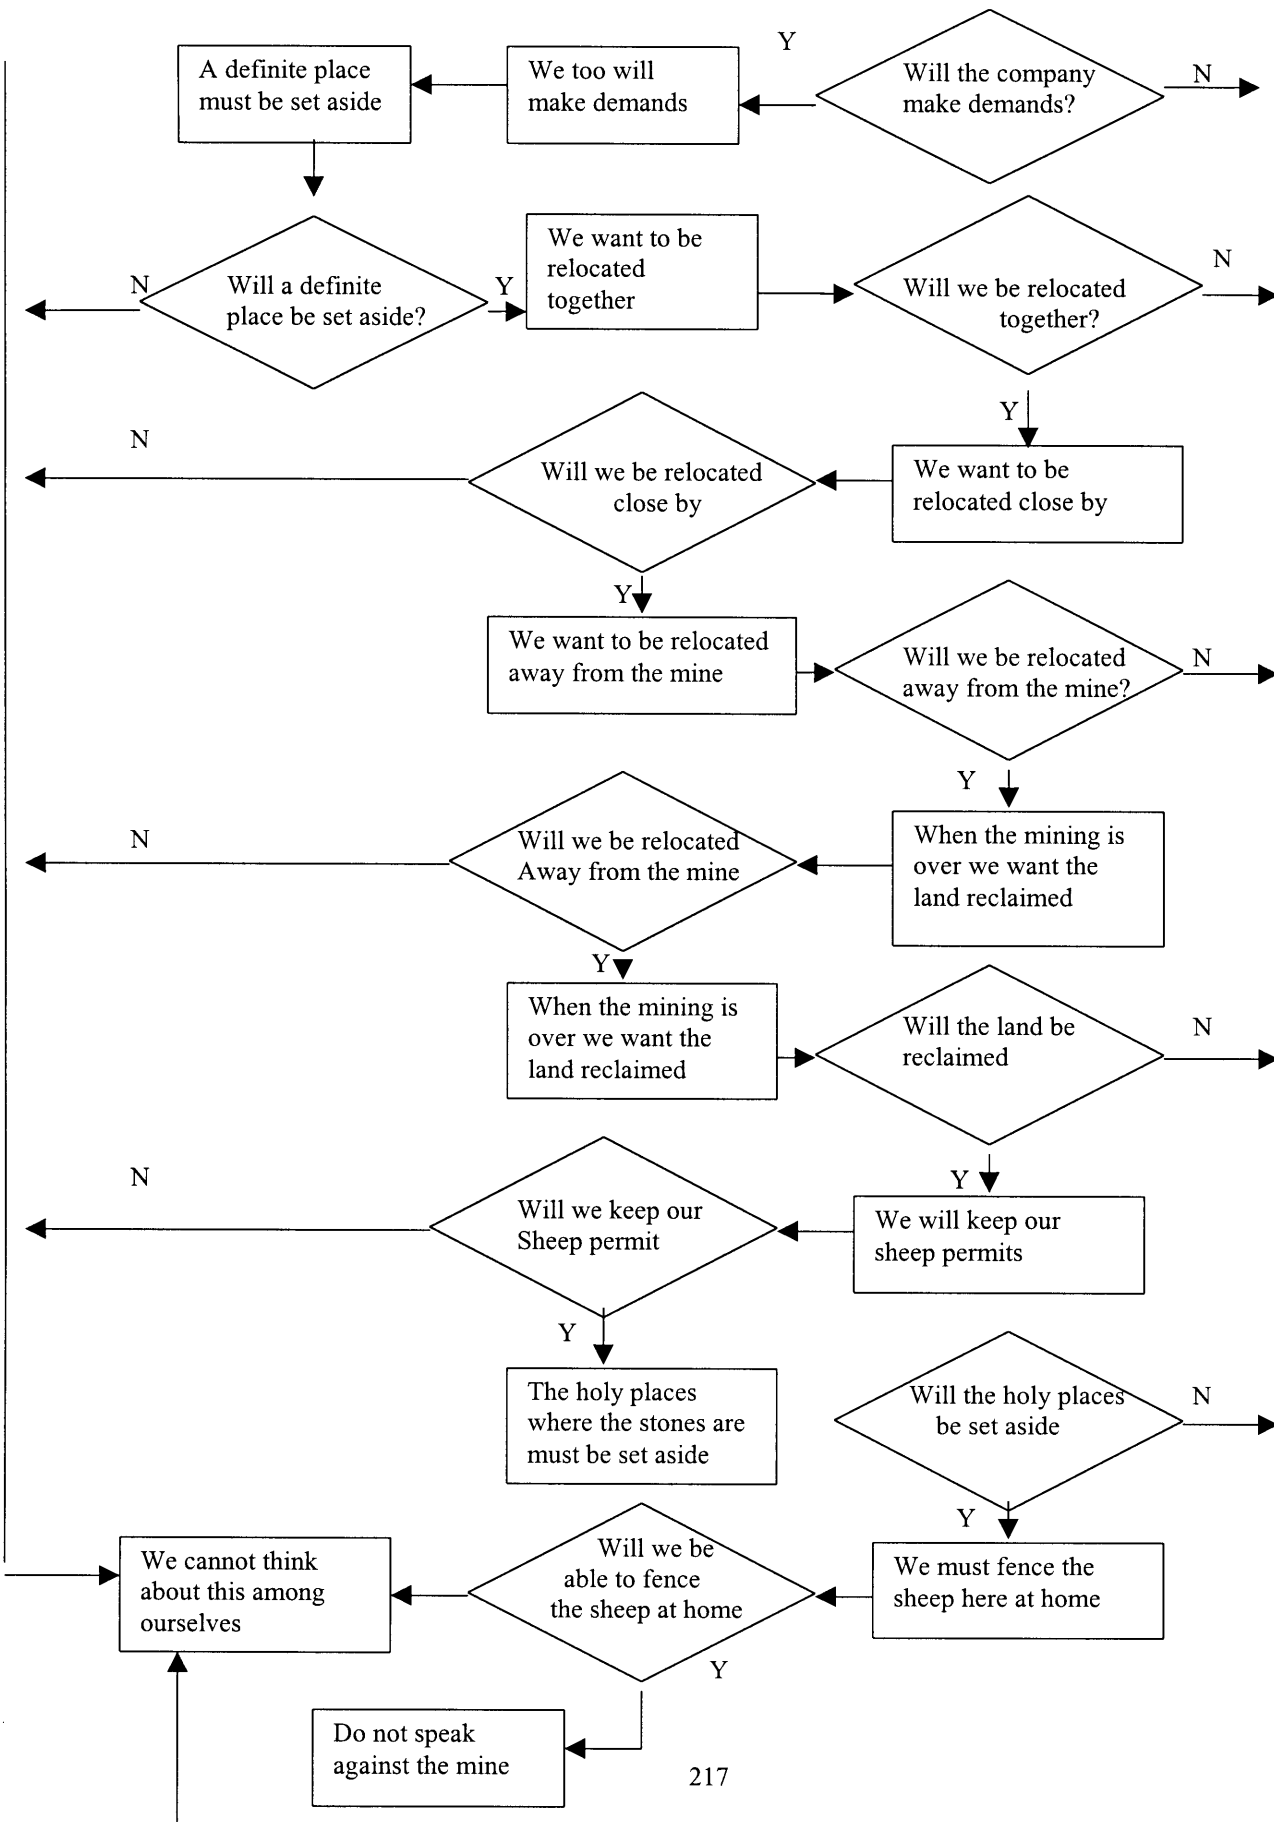 Y
A definite place
must be set aside
We too will
make demands
Will the company
make demands?
N
N
Will a definite
place be set aside?
Y
We want to be
relocated
together
Will we be relocated
together?
N
Y
N
Will we be relocated
close by
We want to be
relocated close by
Y
We want to be relocated
away from the mine
Will we be relocated
away from the mine?
N
Y
N
Will we be relocated
Away from the mine
When the mining is
over we want the
land reclaimed
Y
When the mining is
over we want the
land reclaimed
Will the land be
reclaimed
N
Y
N
Will we keep our
Sheep permit
We will keep our
sheep permits
Y
The holy places
where the stones are
must be set aside
Will the holy places
be set aside
N
Y
We cannot think
about this among
ourselves
Will we be
able to fence
the sheep at home
We must fence the
sheep here at home
Y
Do not speak
against the mine
217